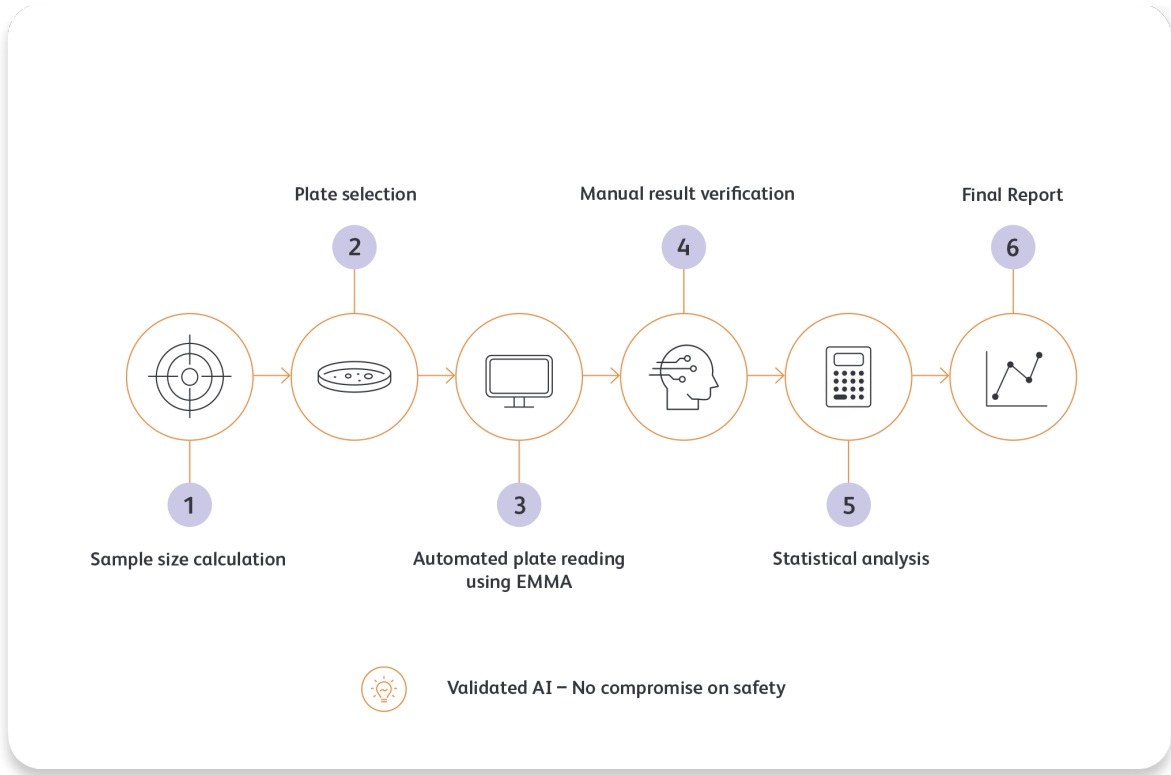 Plate selection
Manual result verification
Final Report
2
4
6
1
3
5
Sample size calculation
Automated plate reading
using EMMA
Statistical analysis
Validated AI – No compromise on safety